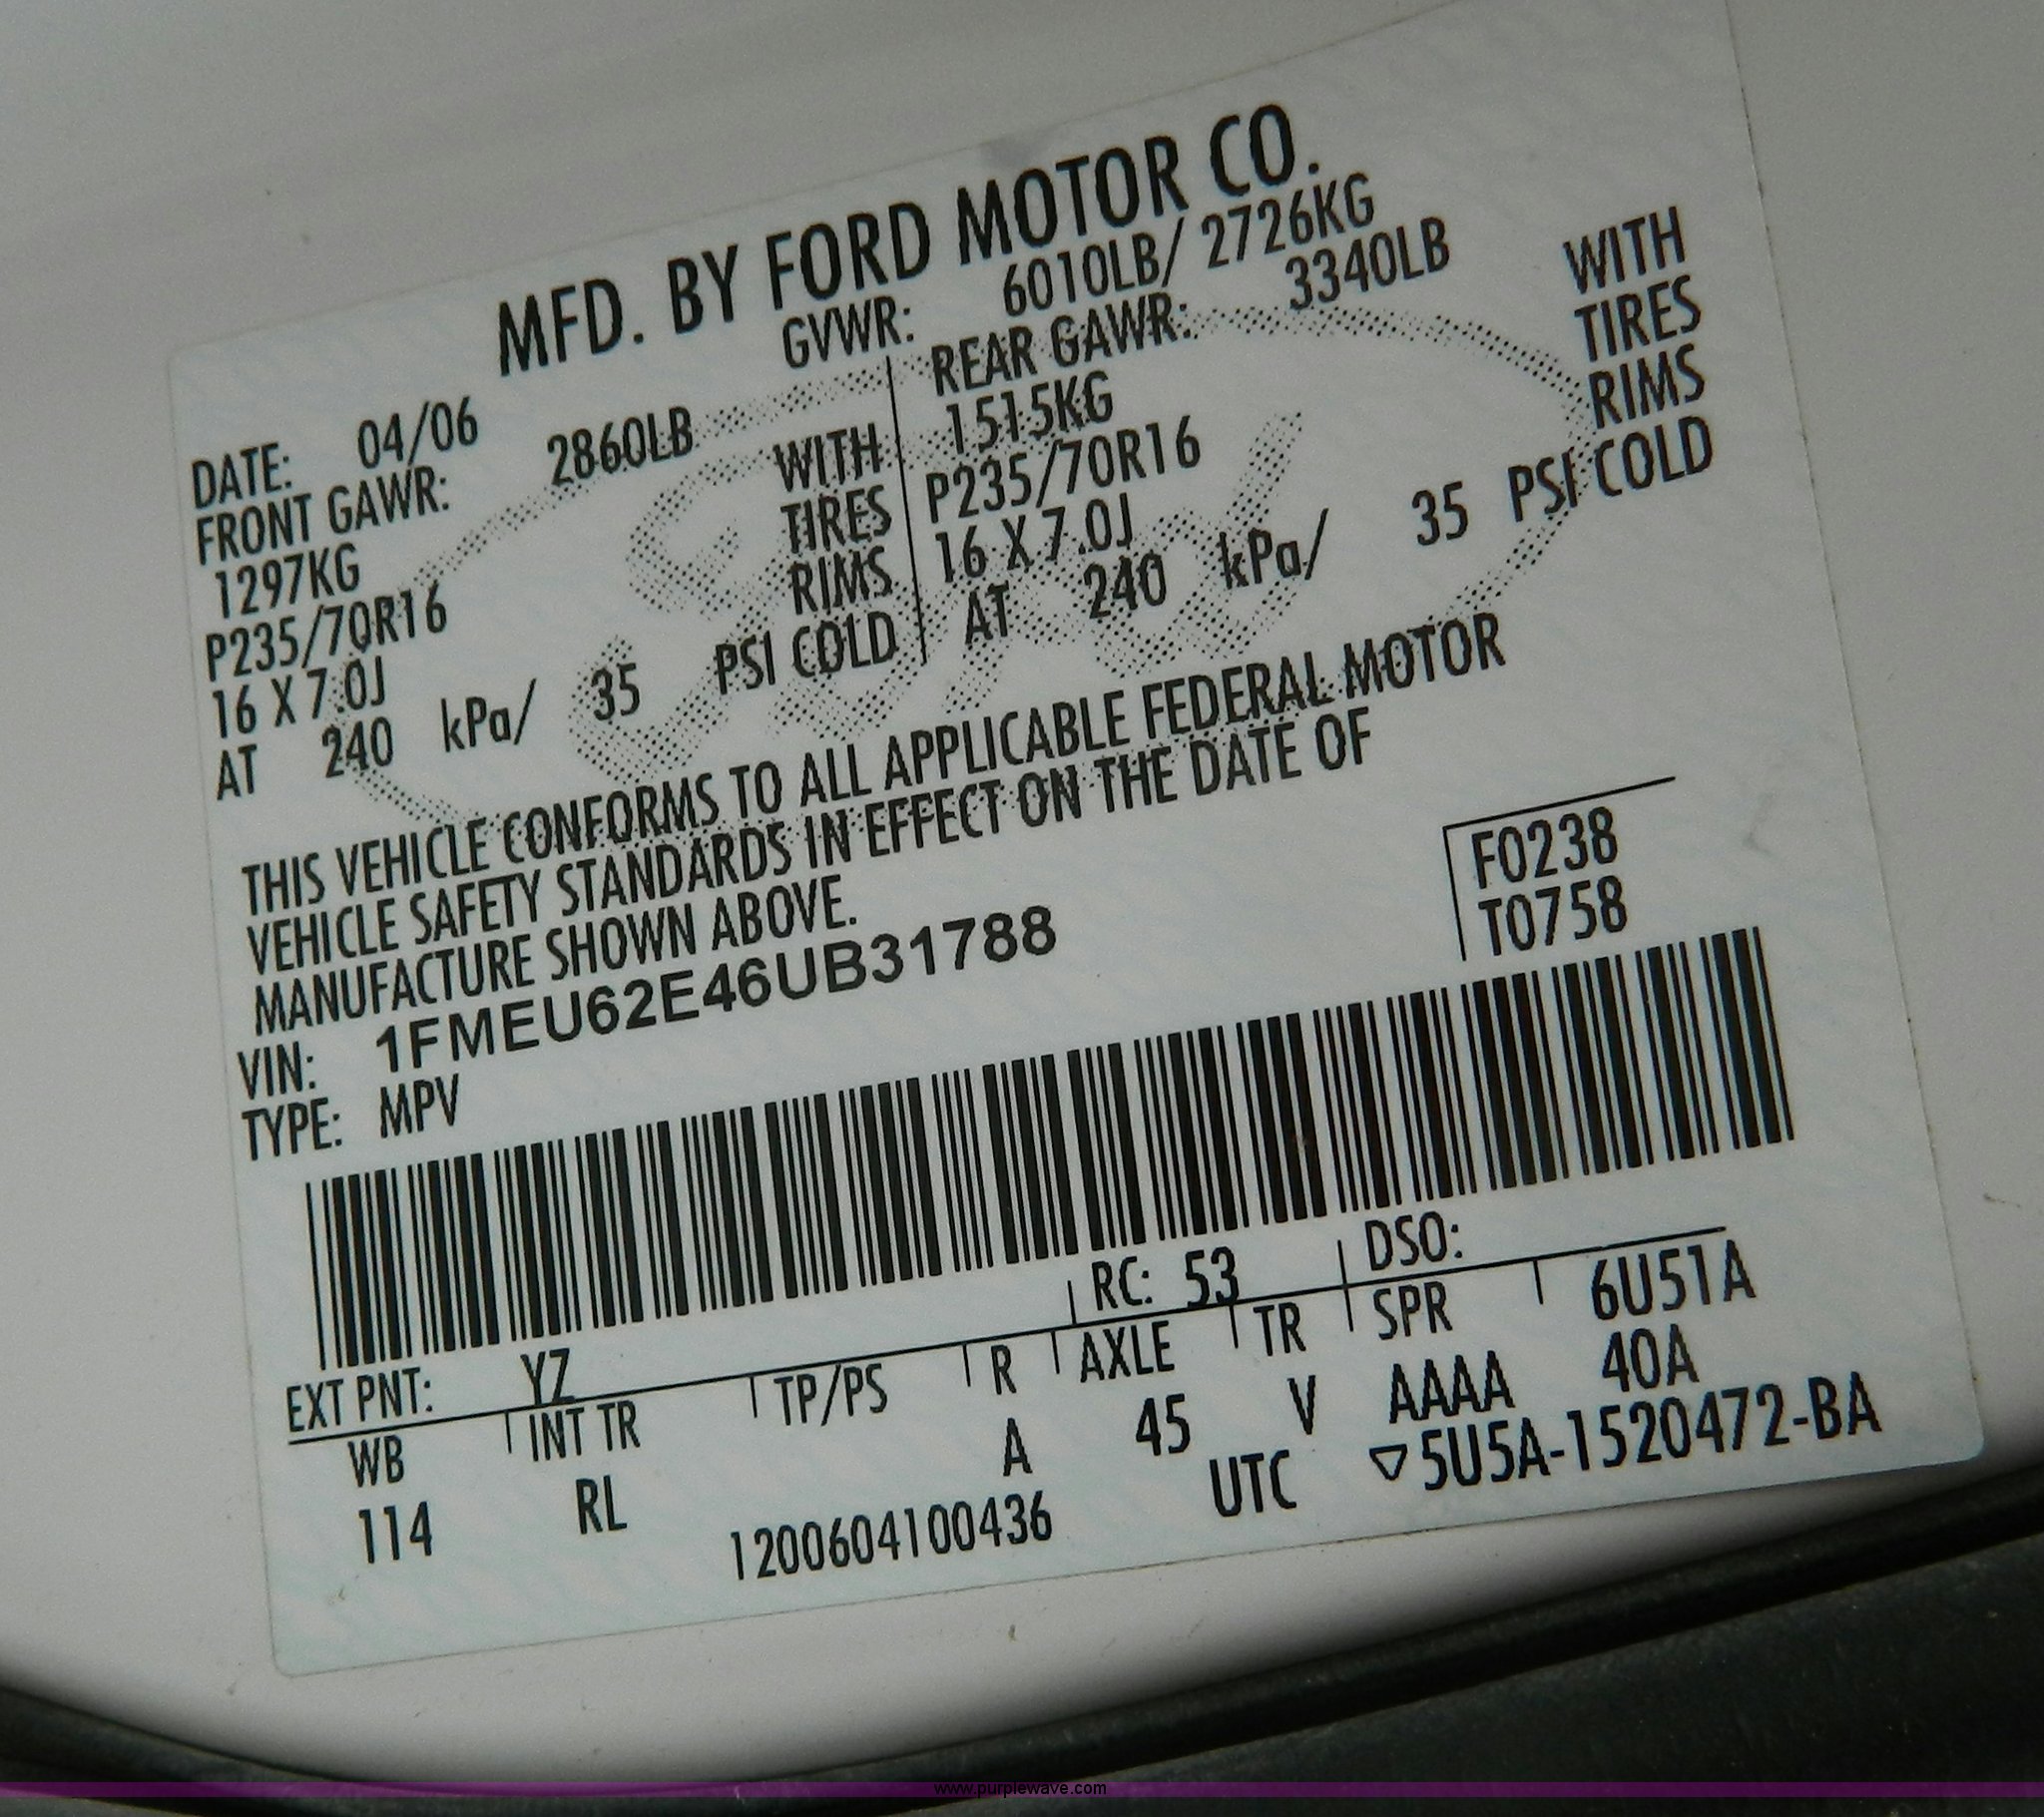 MFD. BY FORD MOTOR CO.
GVWR: 6010LB/ 2726KG
DATE: 04/06
FRONT GAWR: 2860LB
1297KG WITH
P235/70R16 TIRES
16 X 7.0J RIMS
AT 240 kPa/ 35 PSI COLD
REAR GAWR: 3340LB
1515KG WITH
P235/70R16 TIRES
16 X 7.0J RIMS
AT 240 kPa/ 35 PSI COLD
THIS VEHICLE CONFORMS TO ALL APPLICABLE FEDERAL MOTOR
VEHICLE SAFETY STANDARDS IN EFFECT ON THE DATE OF
MANUFACTURE SHOWN ABOVE.
VIN: 1FMEU62E46UB31788
TYPE: MPV
F0238
T0758
EXT PNT: YZ RC: 53 DSO:
WB INT TR TP/PS R AXLE TR SPR 6U51A
114 RL A 45 V AAAA 40A
1200604100436 UTC ▽5U5A-1520472-BA
www.purplewave.com